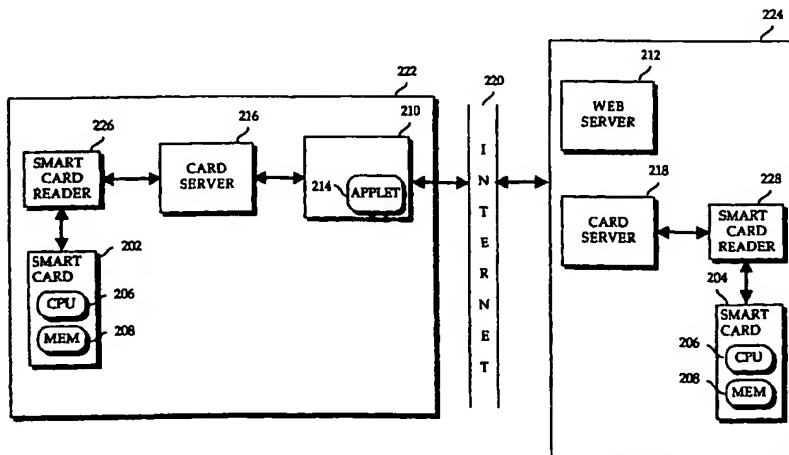 224
222
220
212
226
216
210
WEB
SERVER
SMART
CARD
READER
CARD
SERVER
214
APPLET
INTERNET
218
228
CARD
SERVER
SMART
CARD
READER
202
SMART
CARD
204
SMART
CARD
CPU
206
MEM
208
206
CPU
208
MEM